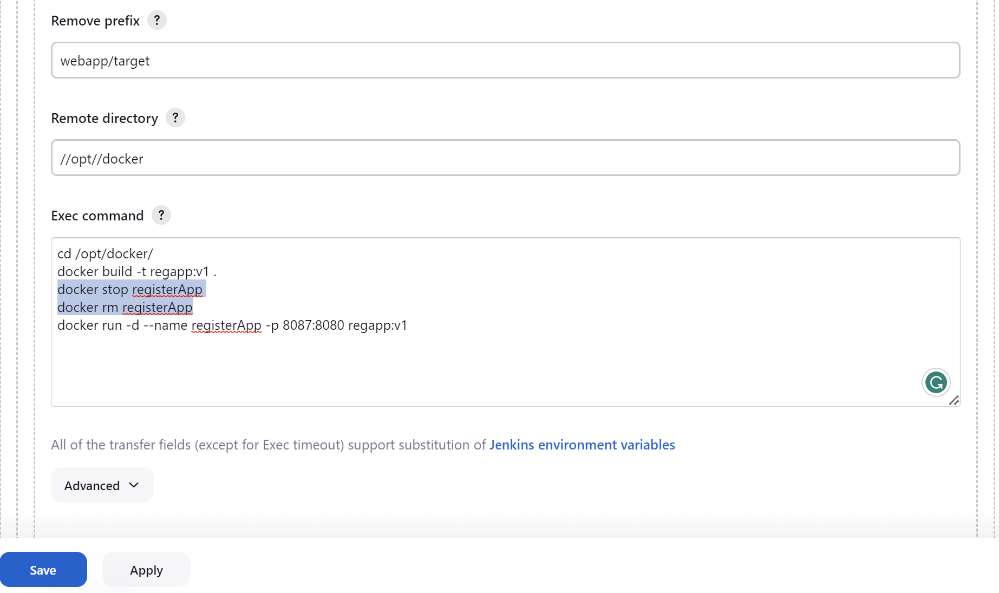 Remove prefix ?
webapp/target
Remote directory ?
//opt//docker
Exec command ?
cd /opt/docker/
docker build -t regapp:v1 .
docker stop registerApp
docker rm registerApp
docker run -d --name registerApp -p 8087:8080 regapp:v1
G
All of the transfer fields (except for Exec timeout) support substitution of Jenkins environment variables
Advanced
Save Apply